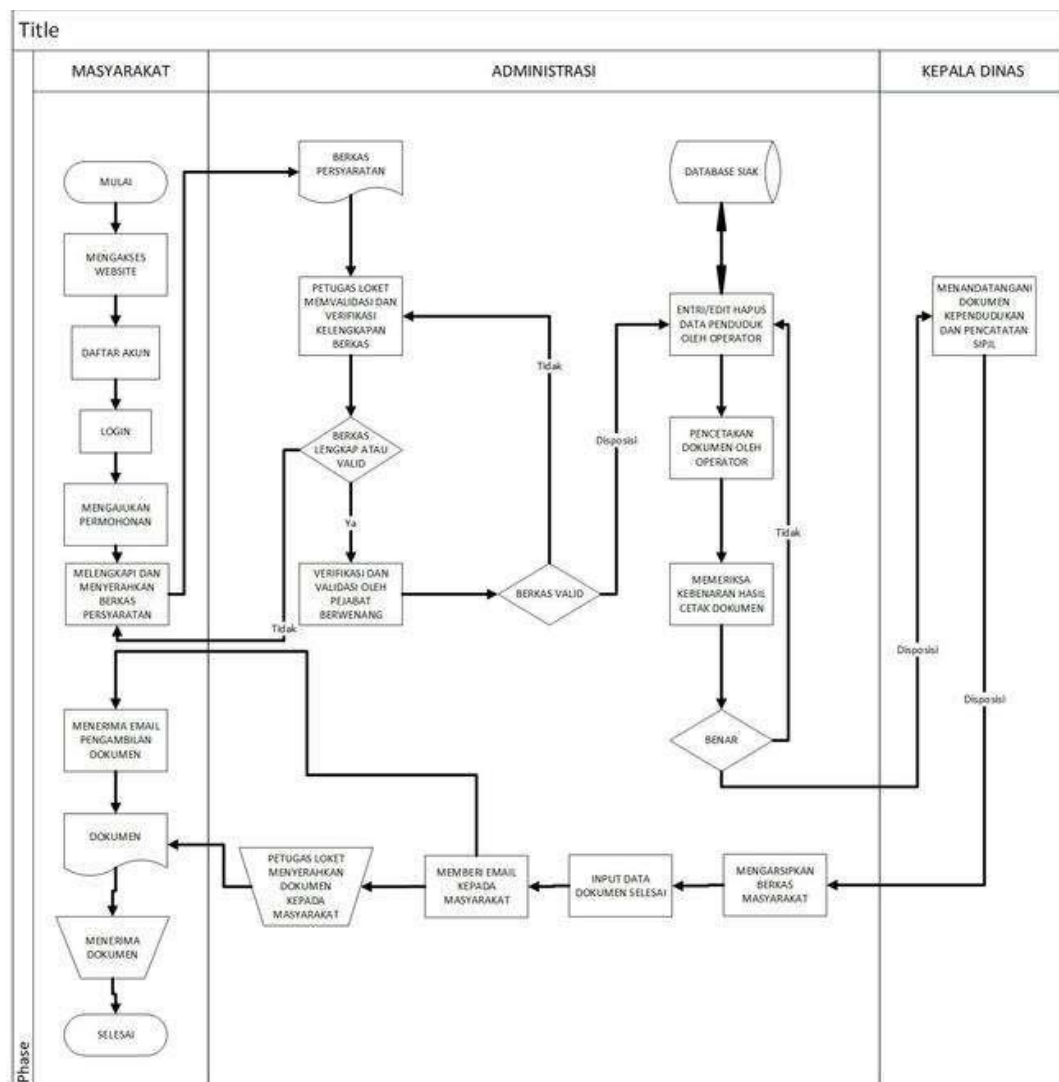 Title
MASYARAKAT
ADMINISTRASI
KEPALA DINAS
MULAI
MENGAKSES
WEBSITE
DAFTAR AKUN
LOGIN
MENGAJUKAN
PERMOHONAN
MELENGKAPI DAN
MENYERAHKAN
BERKAS
PERSYARATAN
BERKAS
PERSYARATAN
PETUGAS LOKET
MEMVALIDASI DAN
VERIFIKASI
KELENGKAPAN
BERKAS
BERKAS
LENGKAP ATAU
VALID
Ya
Tidak
VERIFIKASI DAN
VALIDASI OLEH
PEJABAT
BERWENANG
BERKAS VALID
Tidak
Disposisi
DATABASE SIAK
ENTRI/EDIT HAPUS
DATA PENDUDUK
OLEH OPERATOR
PENCETAKAN
DOKUMEN OLEH
OPERATOR
MEMERIKSA
KEBENARAN HASIL
CETAK DOKUMEN
BENAR
Tidak
Disposisi
MENANDATANGANI
DOKUMEN
KEPENDUDUKAN
DAN PENCATATAN
SIPIL
Disposisi
MENGARSIPKAN
BERKAS
MASYARAKAT
INPUT DATA
DOKUMEN SELESAI
MEMBERI EMAIL
KEPADA
MASYARAKAT
PETUGAS LOKET
MENYERAHKAN
DOKUMEN
KEPADA
MASYARAKAT
MENERIMA EMAIL
PENGAMBILAN
DOKUMEN
DOKUMEN
MENERIMA
DOKUMEN
SELESAI
Phase